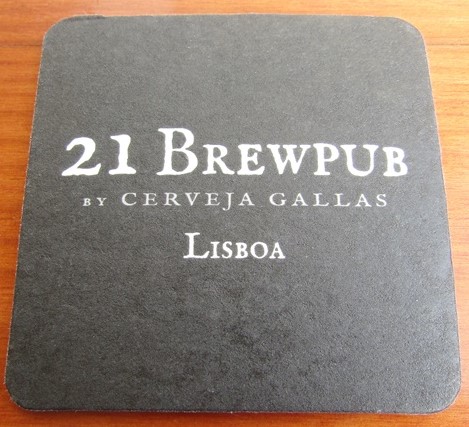 21 Brewpub
by Cerveja Gallas
Lisboa